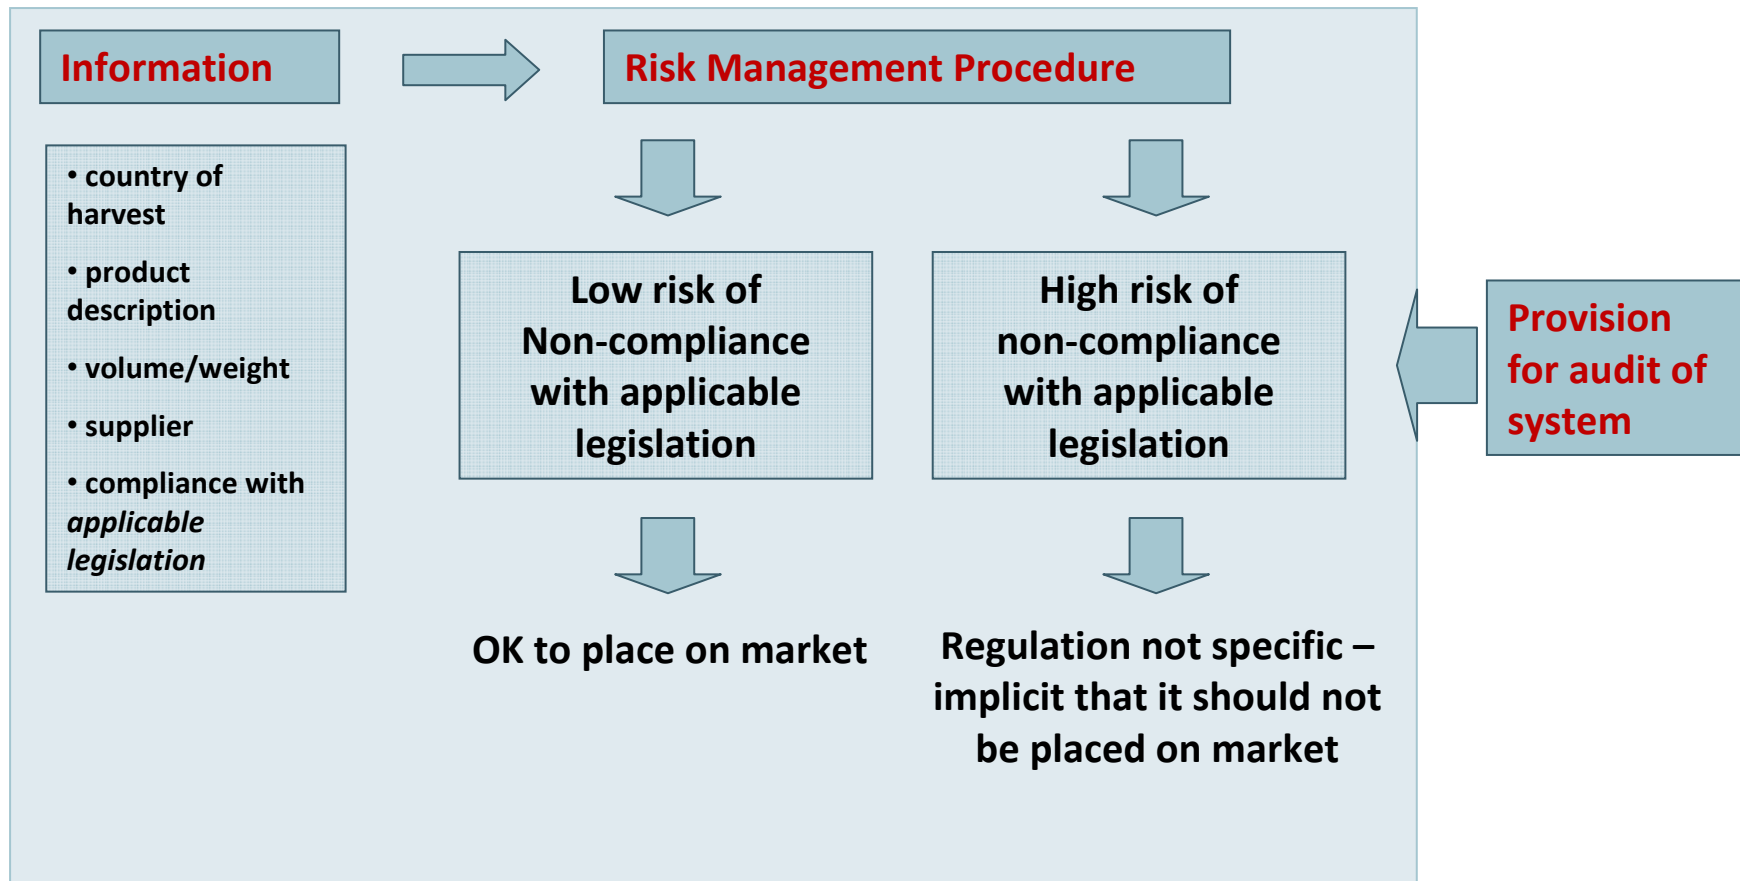 Information
Risk Management Procedure
• country of
harvest
• product
description
• volume/weight
• supplier
• compliance with
applicable
legislation
Low risk of
Non-compliance
with applicable
legislation
High risk of
non-compliance
with applicable
legislation
Provision
for audit of
system
OK to place on market
Regulation not specific –
implicit that it should not
be placed on market